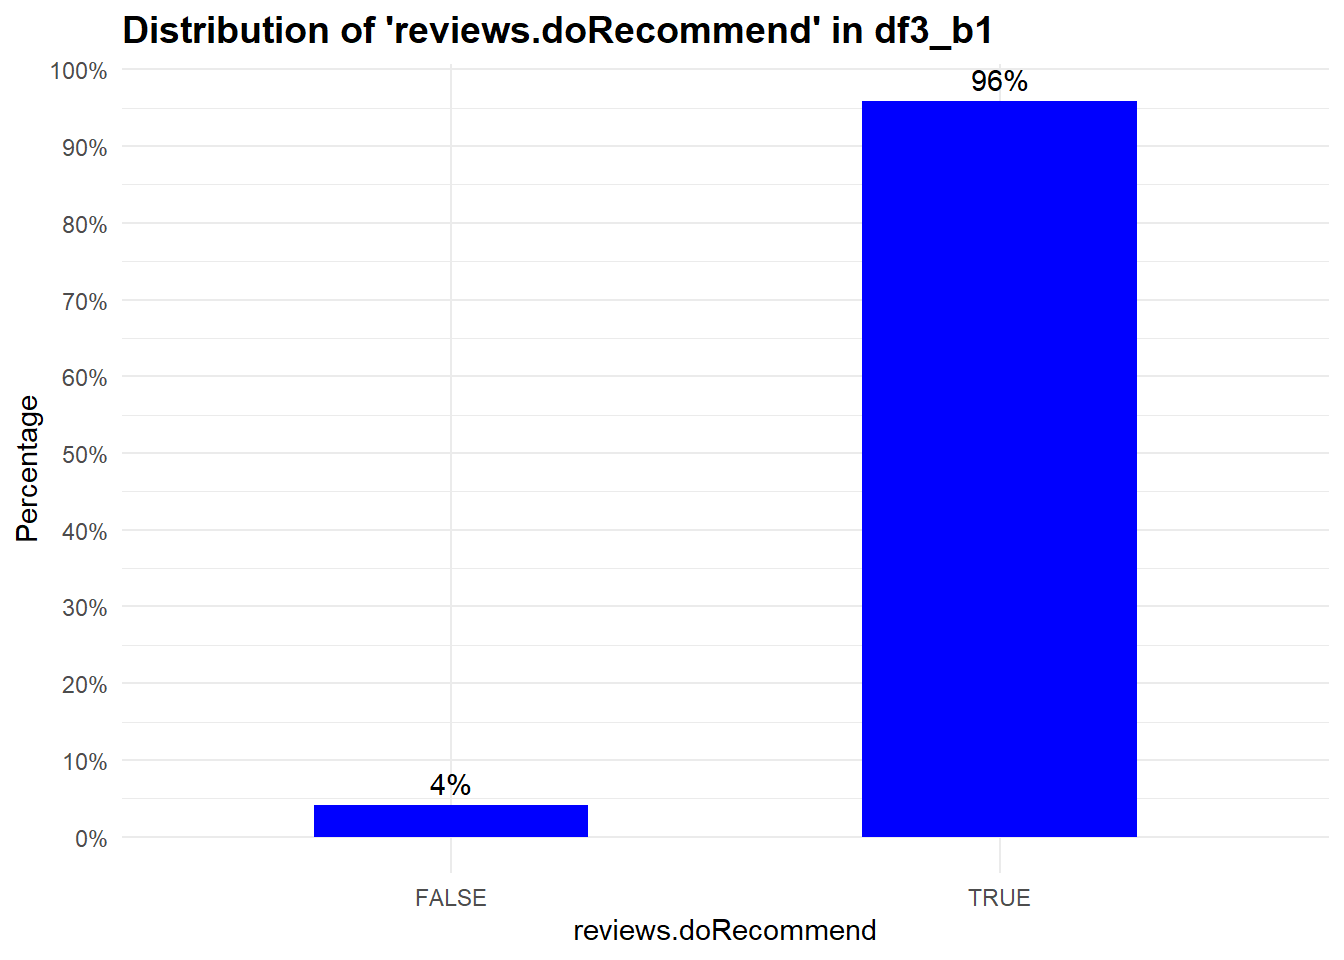 Distribution of 'reviews.doRecommend' in df3_b1
100%
90%
80%
70%
60%
50%
40%
30%
20%
10%
0%
Percentage
96%
4%
FALSE
TRUE
reviews.doRecommend